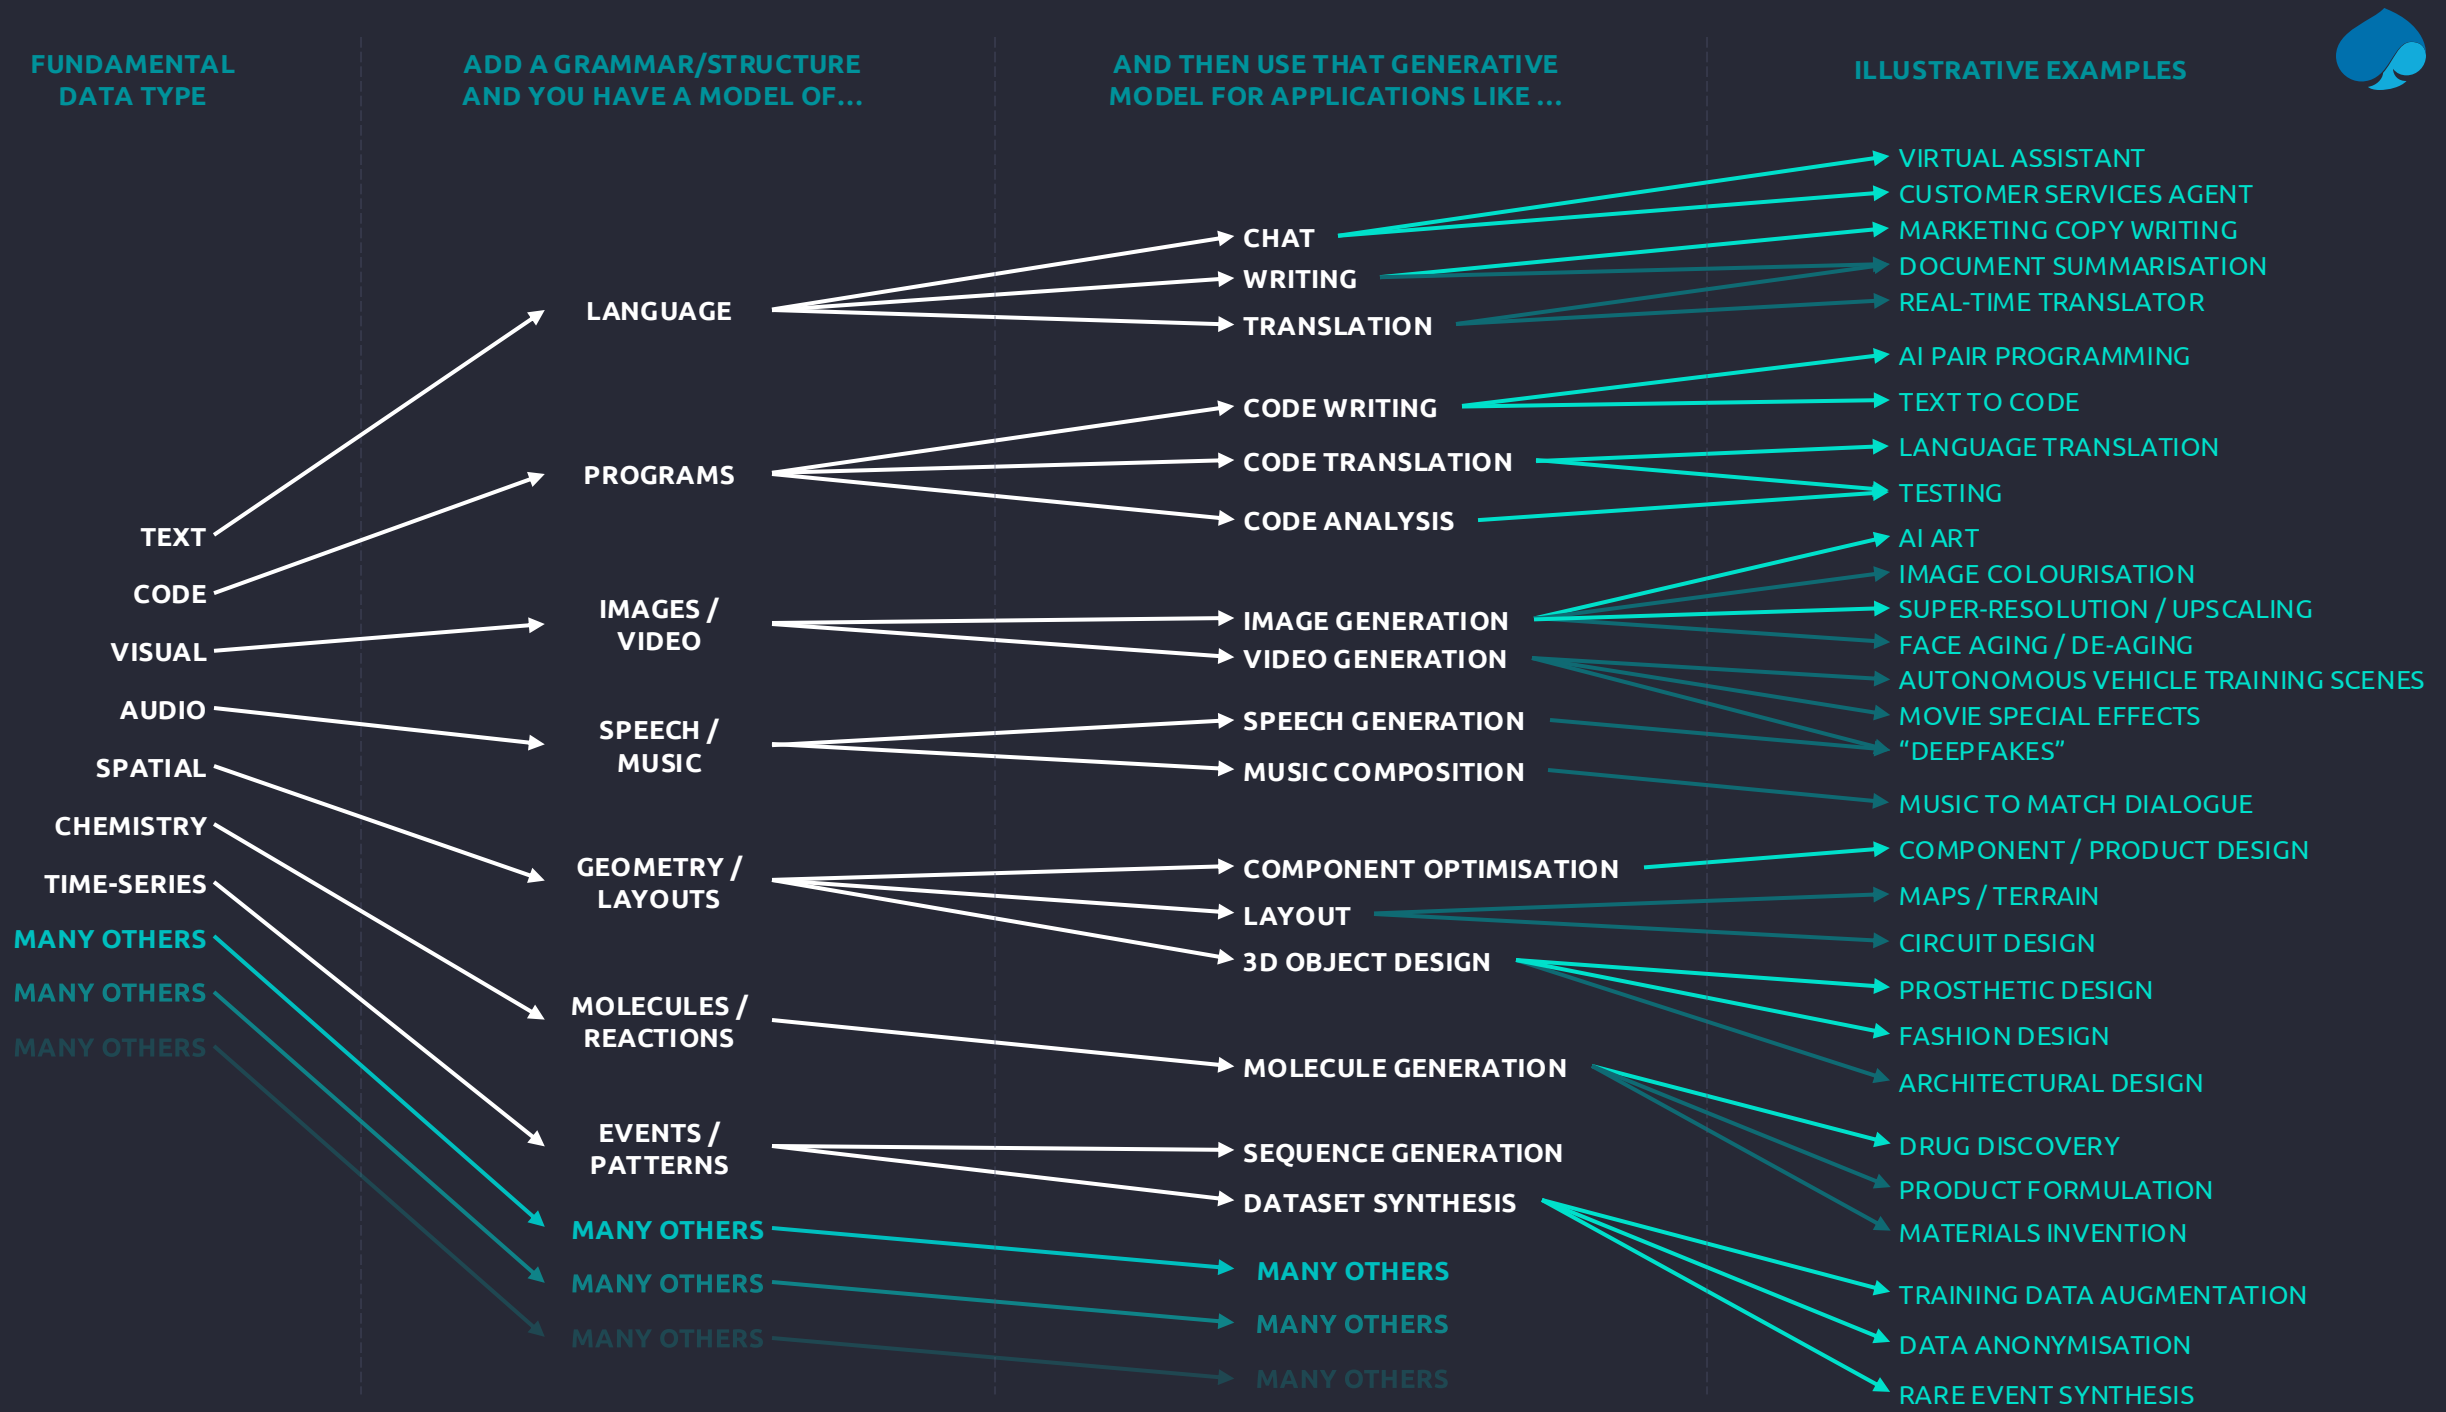 FUNDAMENTAL
DATA TYPE
ADD A GRAMMAR/STRUCTURE
AND YOU HAVE A MODEL OF...
AND THEN USE THAT GENERATIVE
MODEL FOR APPLICATIONS LIKE ...
ILLUSTRATIVE EXAMPLES
TEXT
CODE
VISUAL
AUDIO
SPATIAL
CHEMISTRY
TIME-SERIES
MANY OTHERS
MANY OTHERS
MANY OTHERS
LANGUAGE
PROGRAMS
IMAGES /
VIDEO
SPEECH /
MUSIC
GEOMETRY /
LAYOUTS
MOLECULES /
REACTIONS
EVENTS /
PATTERNS
MANY OTHERS
MANY OTHERS
MANY OTHERS
CHAT
WRITING
TRANSLATION
CODE WRITING
CODE TRANSLATION
CODE ANALYSIS
IMAGE GENERATION
VIDEO GENERATION
SPEECH GENERATION
MUSIC COMPOSITION
COMPONENT OPTIMISATION
LAYOUT
3D OBJECT DESIGN
MOLECULE GENERATION
SEQUENCE GENERATION
DATASET SYNTHESIS
MANY OTHERS
MANY OTHERS
MANY OTHERS
VIRTUAL ASSISTANT
CUSTOMER SERVICES AGENT
MARKETING COPY WRITING
DOCUMENT SUMMARISATION
REAL-TIME TRANSLATOR
AI PAIR PROGRAMMING
TEXT TO CODE
LANGUAGE TRANSLATION
TESTING
AI ART
IMAGE COLOURISATION
SUPER-RESOLUTION / UPSCALING
FACE AGING / DE-AGING
AUTONOMOUS VEHICLE TRAINING SCENES
MOVIE SPECIAL EFFECTS
“DEEPFAKES”
MUSIC TO MATCH DIALOGUE
COMPONENT / PRODUCT DESIGN
MAPS / TERRAIN
CIRCUIT DESIGN
PROSTHETIC DESIGN
FASHION DESIGN
ARCHITECTURAL DESIGN
DRUG DISCOVERY
PRODUCT FORMULATION
MATERIALS INVENTION
TRAINING DATA AUGMENTATION
DATA ANONYMISATION
RARE EVENT SYNTHESIS